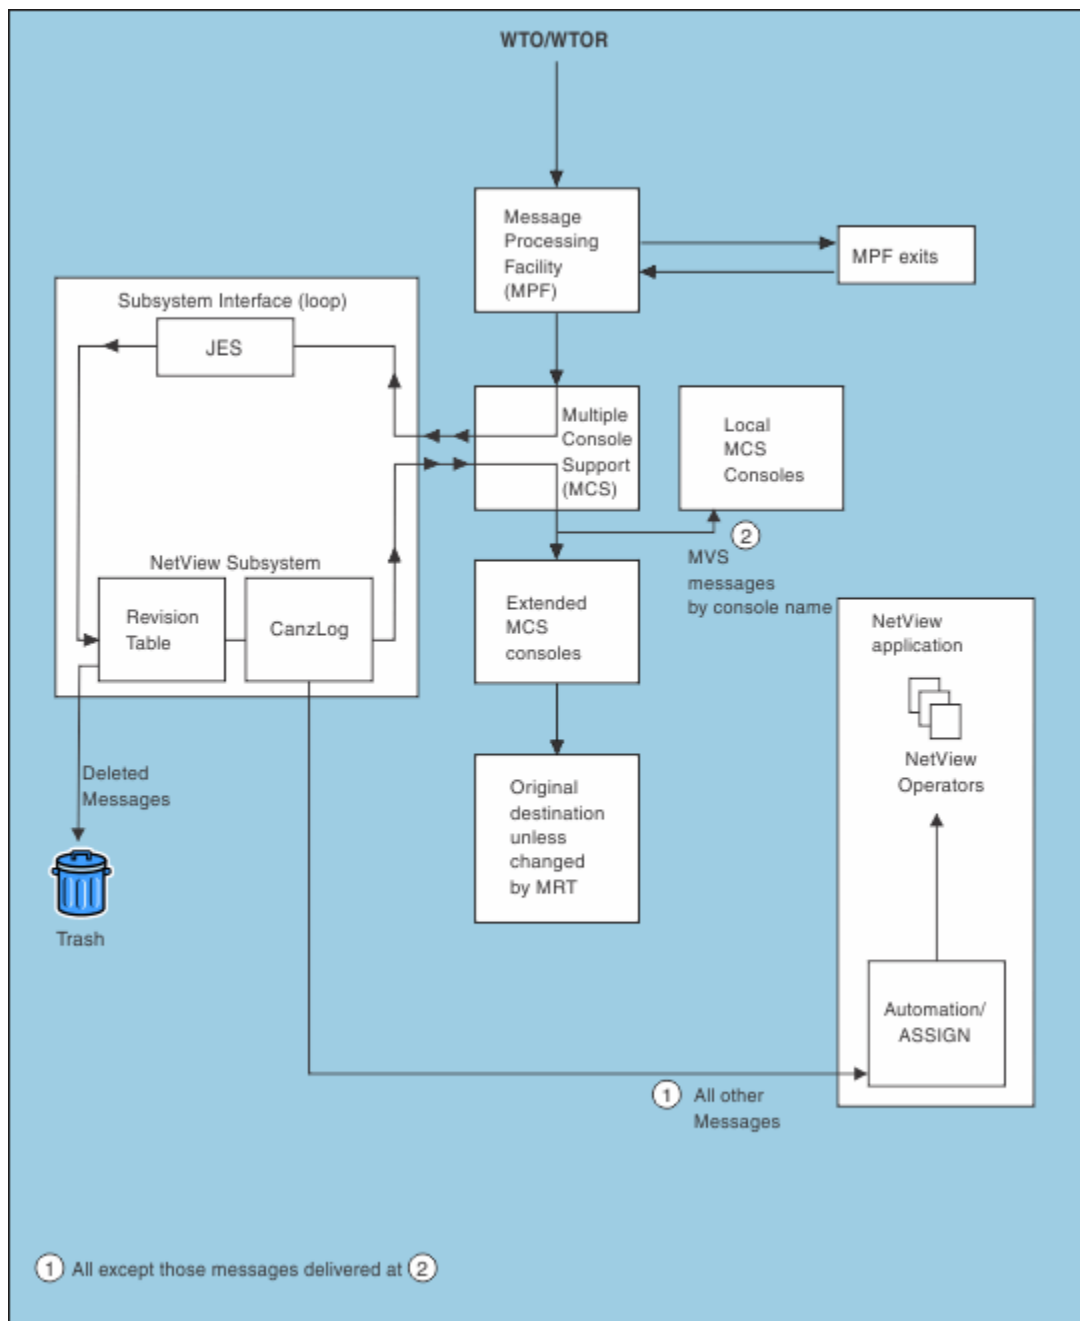 WTO/WTOR
Message
Processing
Facility
(MPF)
MPF exits
Subsystem Interface (loop)
JES
Multiple
Console
Support
(MCS)
Local
MCS
Consoles
2
MVS
messages
by console name
NetView Subsystem
Revision
Table
CanzLog
Extended
MCS
consoles
NetView
application
NetView
Operators
Deleted
Messages
Trash
Original
destination
unless
changed
by MRT
Automation/
ASSIGN
1 All other
Messages
1 All except those messages delivered at 2